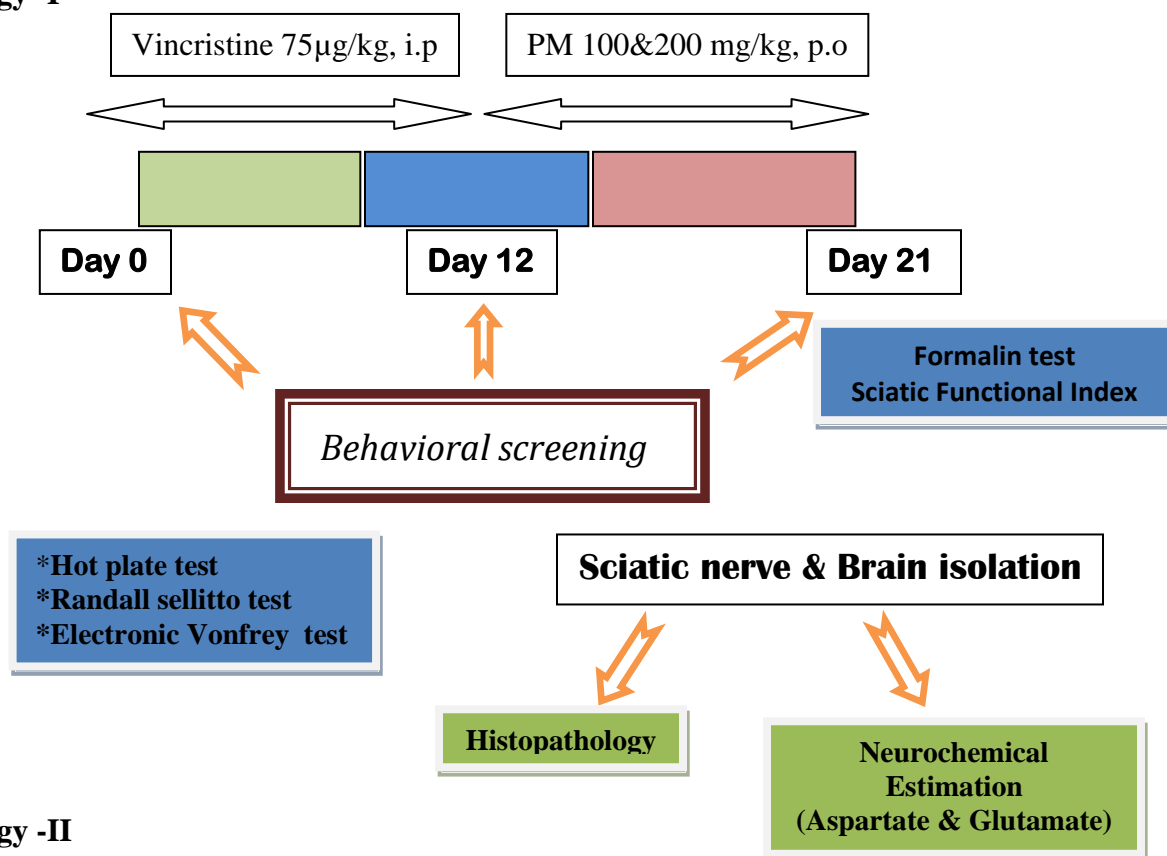 gy -I
Vincristine 75µg/kg, i.p
PM 100&200 mg/kg, p.o
Day 0
Day 12
Day 21
Formalin test
Sciatic Functional Index
Behavioral screening
*Hot plate test
*Randall sellitto test
*Electronic Vonfrey test
Sciatic nerve & Brain isolation
Histopathology
Neurochemical
Estimation
(Aspartate & Glutamate)
gy -II